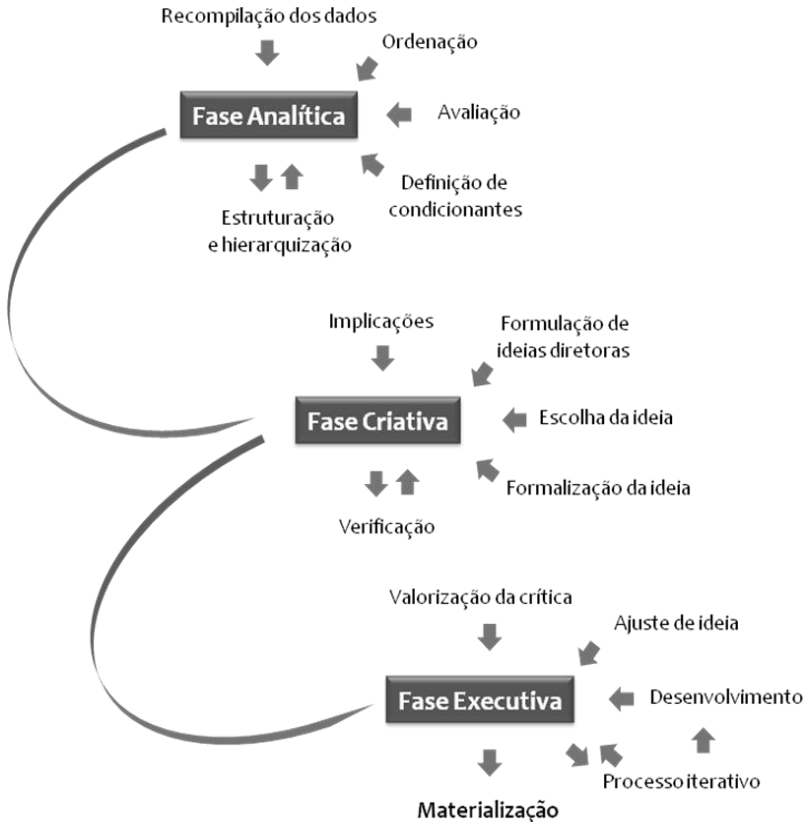 Recompilação dos dados
Ordenação
Fase Analítica
Avaliação
Definição de
condicionantes
Estruturação
e hierarquização
Implicações
Formulação de
ideias diretoras
Fase Criativa
Escolha da ideia
Formalização da ideia
Verificação
Valorização da crítica
Ajuste de ideia
Fase Executiva
Desenvolvimento
Processo iterativo
Materialização